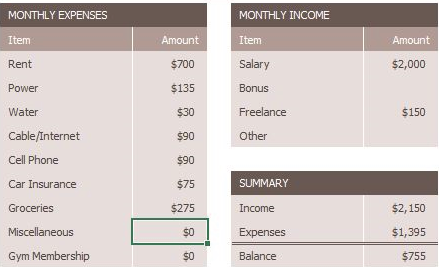 MONTHLY EXPENSES
Item Amount
Rent $700
Power $135
Water $30
Cable/Internet $90
Cell Phone $90
Car Insurance $75
Groceries $275
Miscellaneous $0
Gym Membership $0
MONTHLY INCOME
Item Amount
Salary $2,000
Bonus
Freelance $150
Other
SUMMARY
Income $2,150
Expenses $1,395
Balance $755